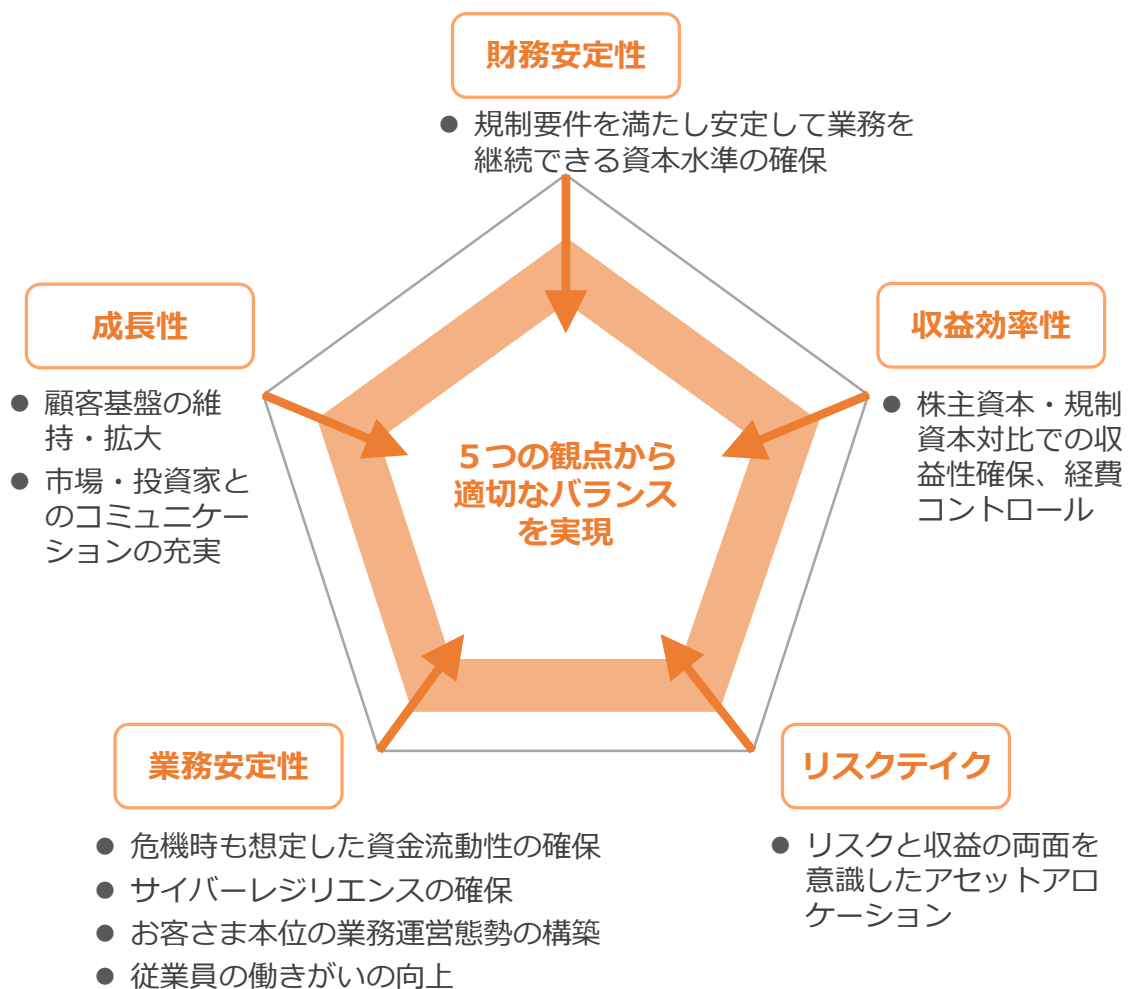 財務安定性
● 規制要件を満たし安定して業務を
継続できる資本水準の確保
成長性
● 顧客基盤の維
持・拡大
● 市場・投資家と
のコミュニケー
ションの充実
収益効率性
● 株主資本・規制
資本対比での収
益性確保、経費
コントロール
５つの観点から
適切なバランス
を実現
業務安定性
● 危機時も想定した資金流動性の確保
● サイバーレジリエンスの確保
● お客さま本位の業務運営態勢の構築
● 従業員の働きがいの向上
リスクテイク
● リスクと収益の両面を
意識したアセットアロ
ケーション